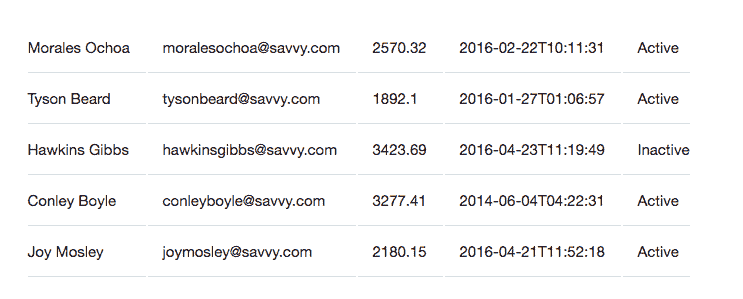 Morales Ochoa moralesochoa@savvy.com 2570.32 2016-02-22T10:11:31 Active
Tyson Beard tysonbeard@savvy.com 1892.1 2016-01-27T01:06:57 Active
Hawkins Gibbs hawkinsgibbs@savvy.com 3423.69 2016-04-23T11:19:49 Inactive
Conley Boyle conleyboyle@savvy.com 3277.41 2014-06-04T04:22:31 Active
Joy Mosley joymosley@savvy.com 2180.15 2016-04-21T11:52:18 Active